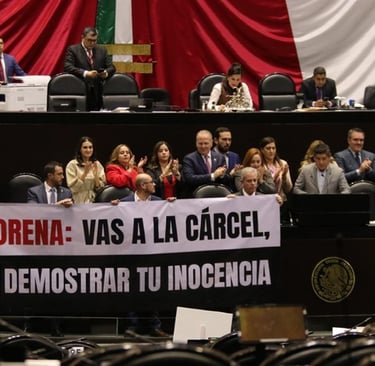 ORENA: VAS A LA CÁRCEL,
DEMOSTRAR TU INOCENCIA